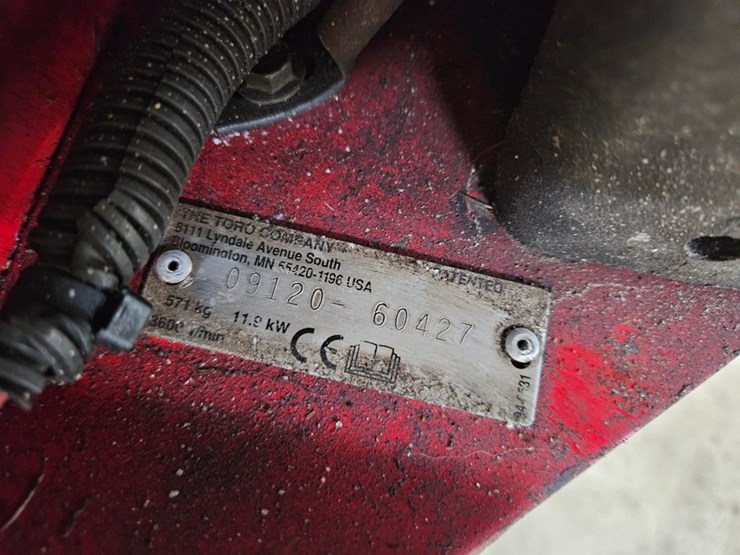 THE TORO COMPANY
8111 Lyndale Avenue South
Bloomington, MN 55420-1196 USA
PATENTED
09120- 60427
571 kg 11.9 kW
/min
CE